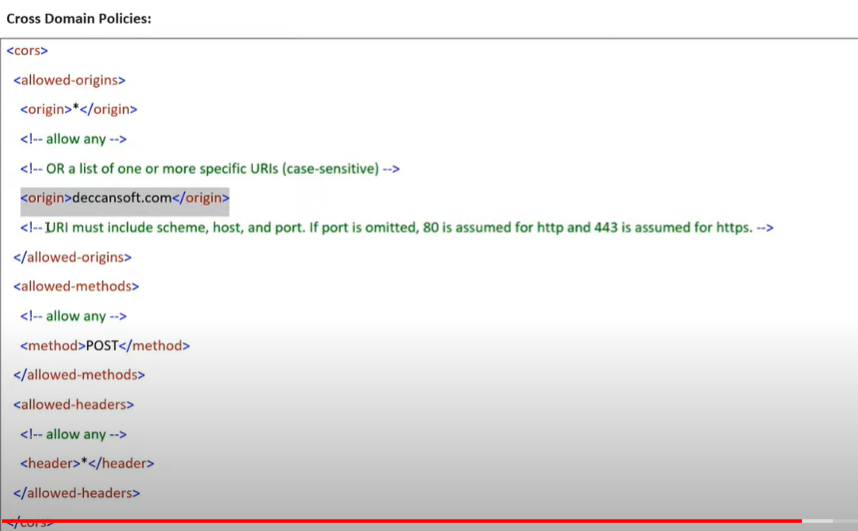 Cross Domain Policies:
<cors>
<allowed-origins>
<origin>*</origin>
<!-- allow any -->
<!-- OR a list of one or more specific URIs (case-sensitive) -->
<origin>deccansoft.com</origin>
<!-- URI must include scheme, host, and port. If port is omitted, 80 is assumed for http and 443 is assumed for https. -->
</allowed-origins>
<allowed-methods>
<!-- allow any -->
<method>POST</method>
</allowed-methods>
<allowed-headers>
<!-- allow any -->
<header>*</header>
</allowed-headers>
</cors>